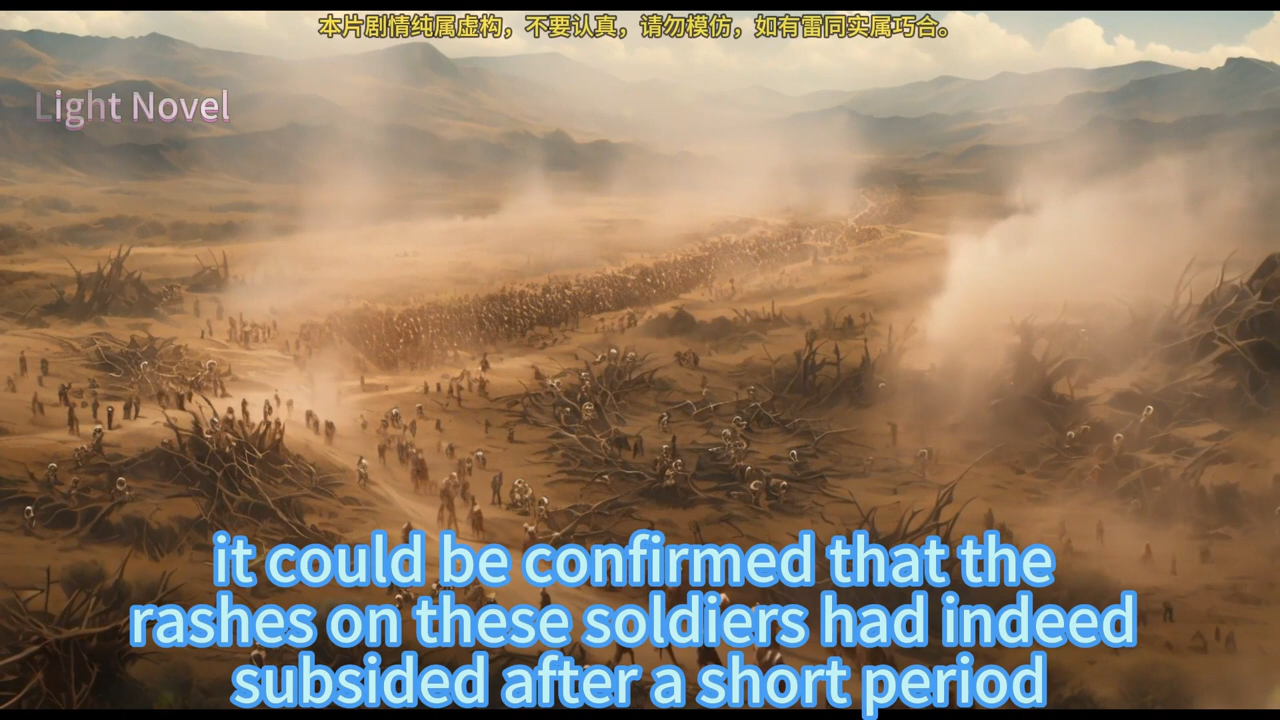 本片剧情纯属虚构，不要认真，请勿模仿，如有雷同实属巧合。
Light Novel
it could be confirmed that the
rashes on these soldiers had indeed
subsided after a short period